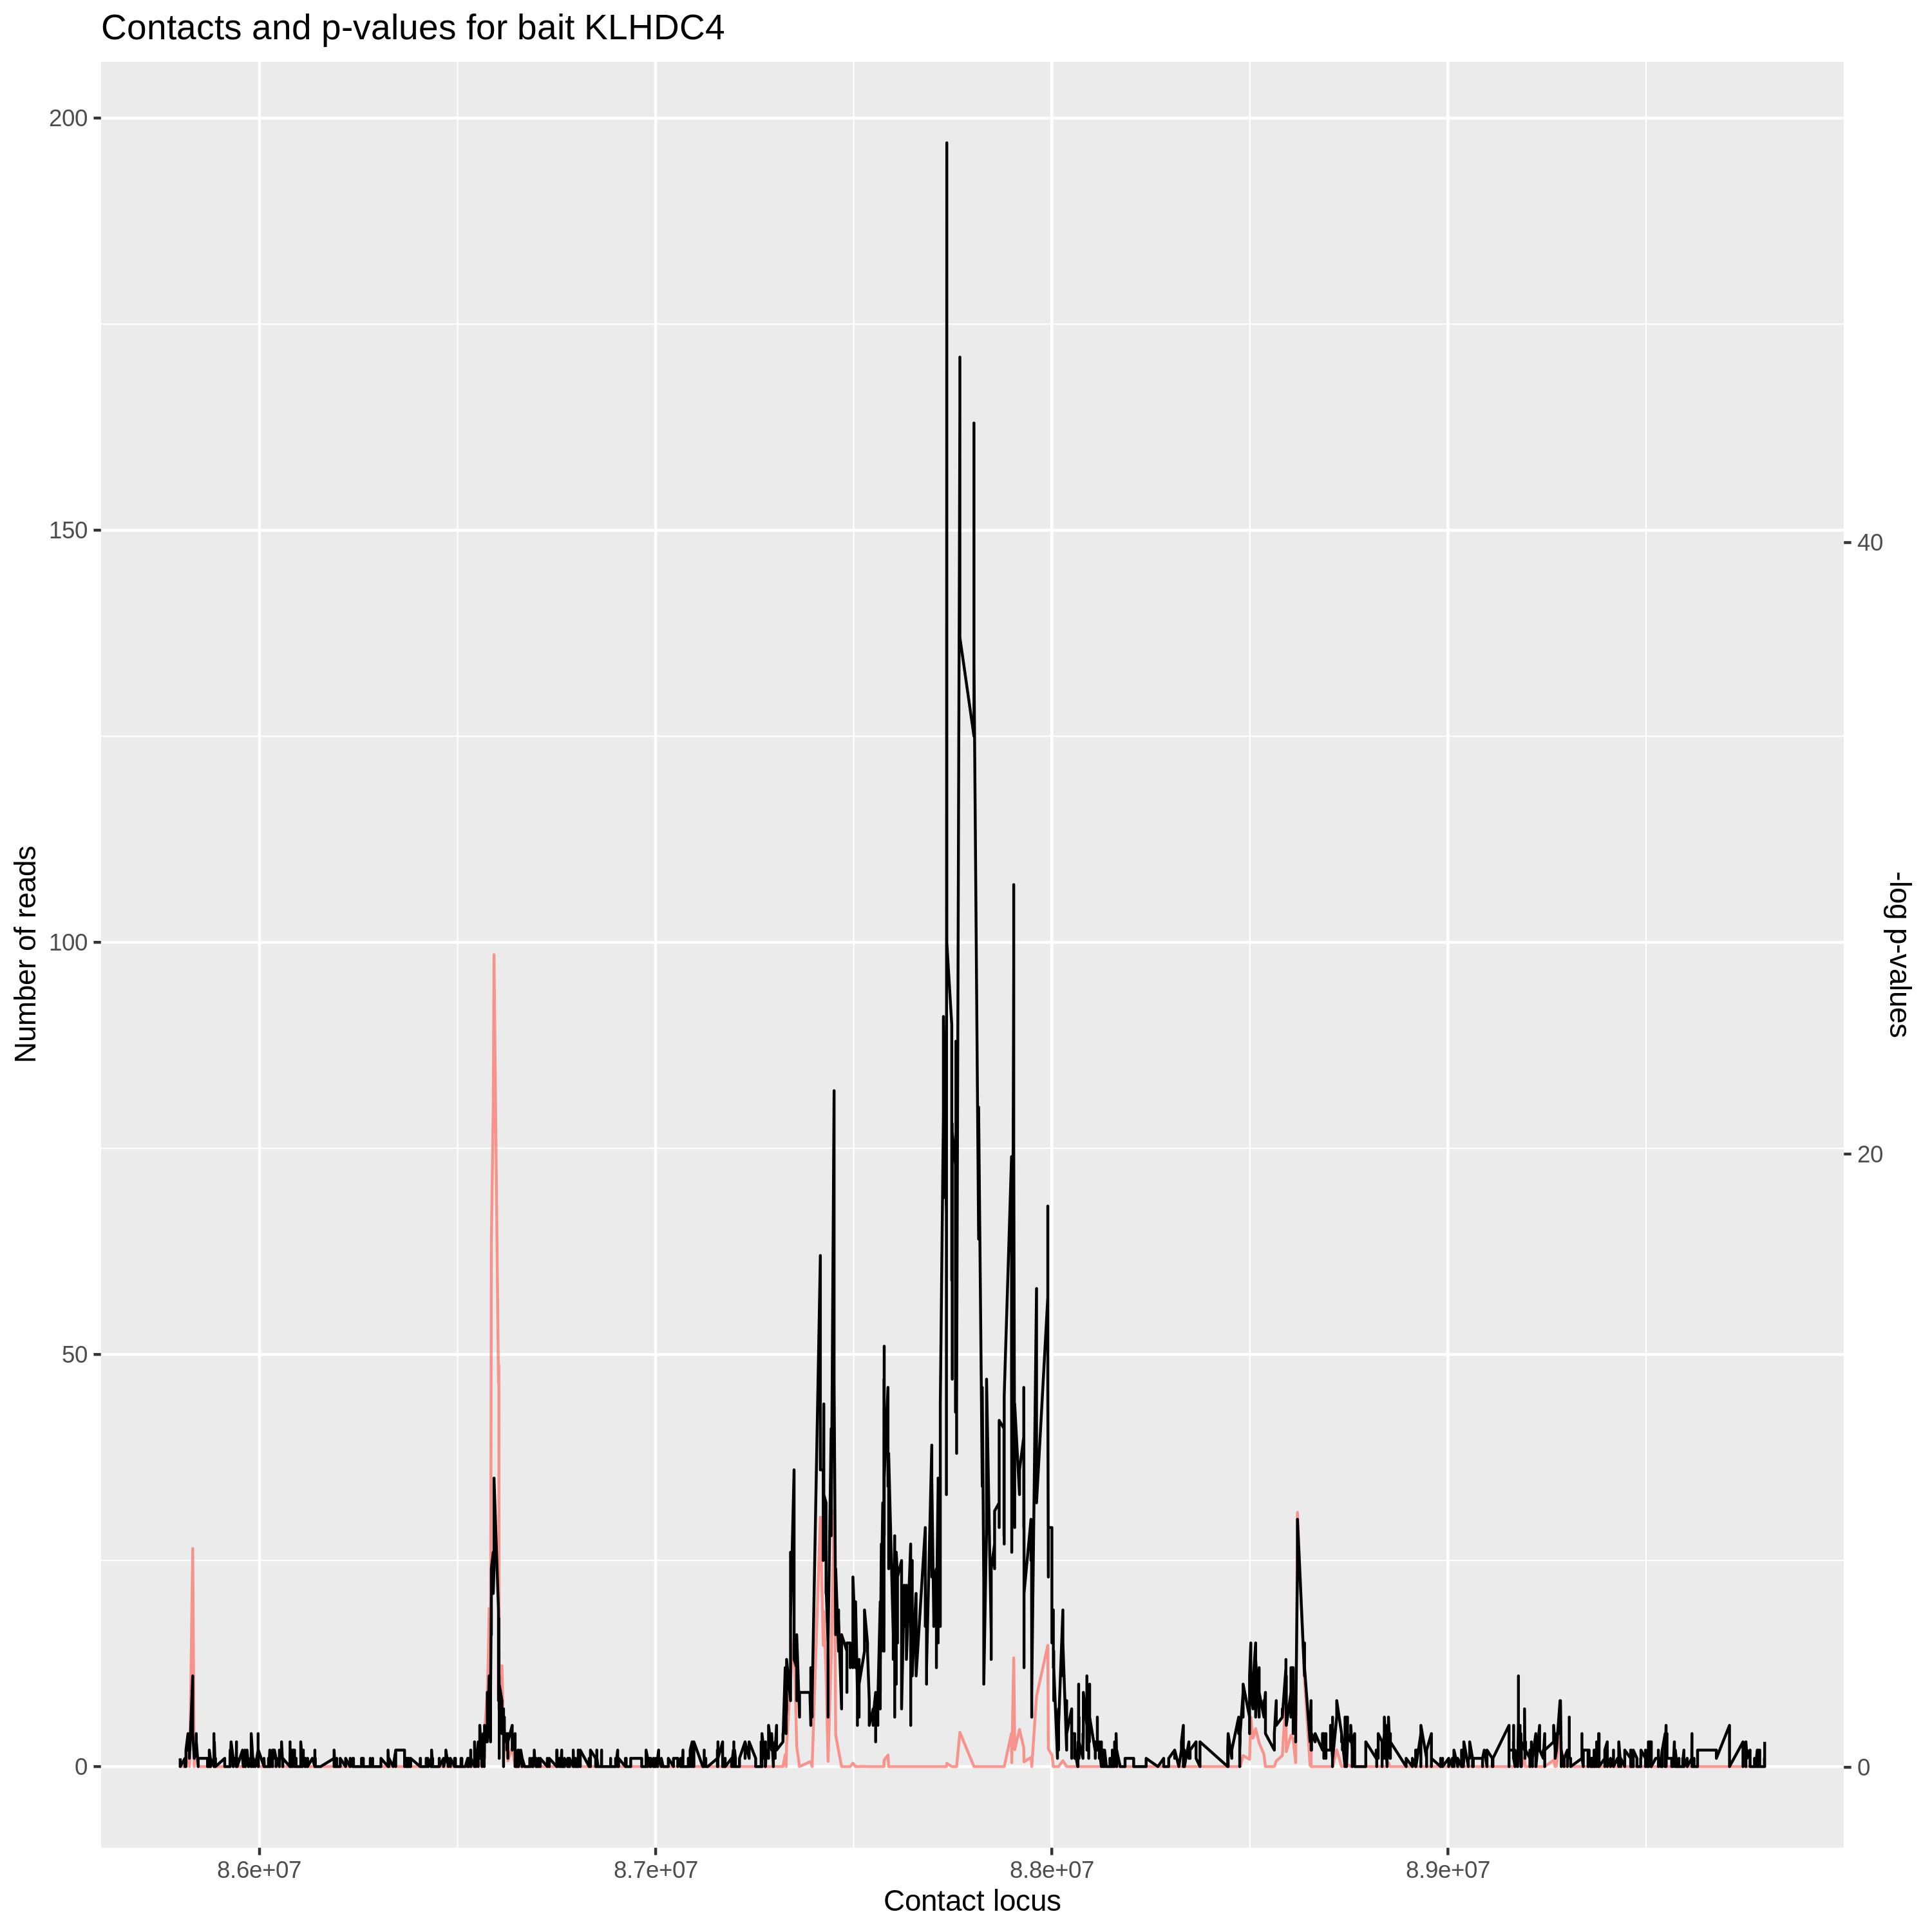 Contacts and p-values for bait KLHDC4
200
150
100
50
0
Number of reads
40
20
0
-log p-values
8.6e+07
8.7e+07
8.8e+07
8.9e+07
Contact locus